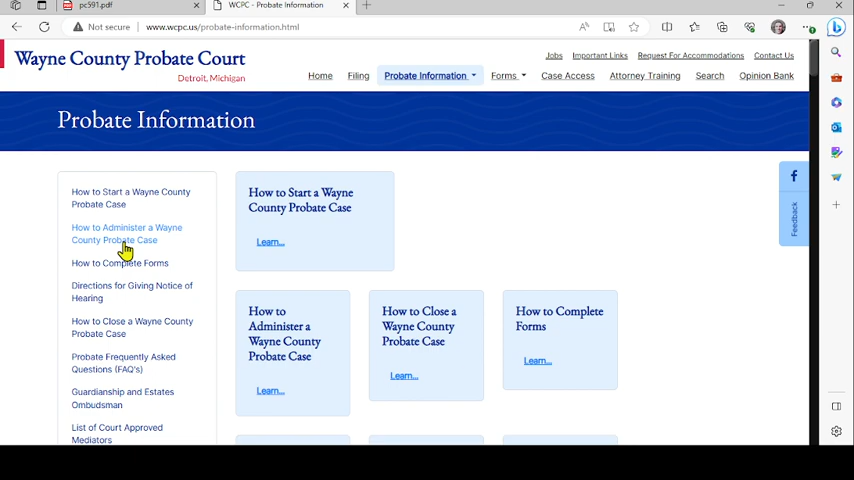 pc591.pdf
WCPC - Probate Information
Not secure
www.wcpc.us/probate-information.html
Wayne County Probate Court
Detroit, Michigan
Jobs Important Links Request For Accommodations Contact Us
Home Filing Probate Information Forms Case Access Attorney Training Search Opinion Bank
Probate Information
How to Start a Wayne County
Probate Case
How to Administer a Wayne
County Probate Case
How to Complete Forms
Directions for Giving Notice of
Hearing
How to Close a Wayne County
Probate Case
Probate Frequently Asked
Questions (FAQ's)
Guardianship and Estates
Ombudsman
List of Court Approved
Mediators
How to Start a Wayne
County Probate Case
Learn...
How to
Administer a
Wayne County
Probate Case
Learn...
How to Close a
Wayne County
Probate Case
Learn...
How to Complete
Forms
Learn...
Feedback